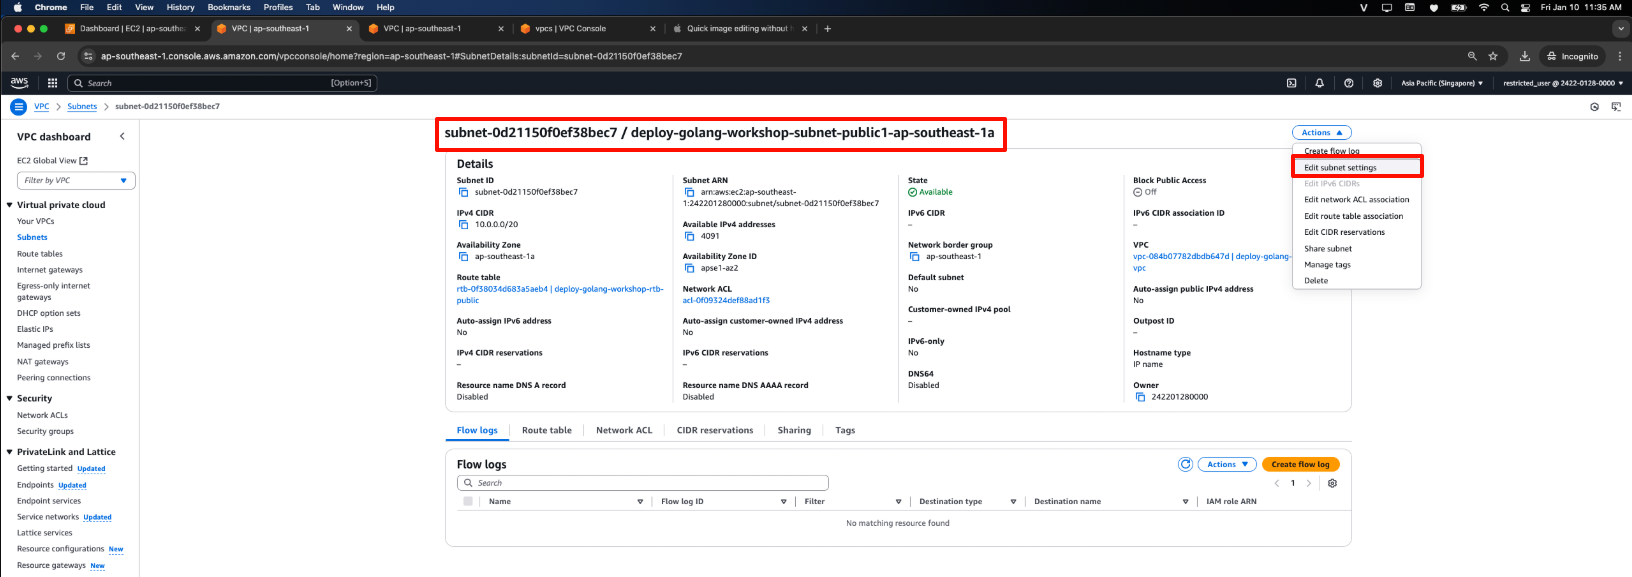 Chrome File Edit View History Bookmarks Profiles Tab Window Help Fri Jan 10 11:35 AM
Dashboard | EC2 | ap-southea VPC | ap-southeast-1 VPC | ap-southeast-1 vpcs | VPC Console Quick image editing without
ap-southeast-1.console.aws.amazon.com/vpcconsole/home?region=ap-southeast-1#SubnetDetails:subnetId=subnet-0d21150f0ef38bec7 Incognito
aws Search [Option+S] Asia Pacific (Singapore) restricted_user @ 2422-0128-0000
VPC Subnets subnet-0d21150f0ef38bec7
VPC dashboard
EC2 Global View
Filter by VPC
Virtual private cloud
Your VPCs
Subnets
Route tables
Internet gateways
Egress-only internet
gateways
DHCP option sets
Elastic IPs
Managed prefix lists
NAT gateways
Peering connections
Security
Network ACLs
Security groups
PrivateLink and Lattice
Getting started Updated
Endpoints Updated
Endpoint services
Service networks Updated
Lattice services
Resource configurations New
Resource gateways New
subnet-0d21150f0ef38bec7 / deploy-golang-workshop-subnet-public1-ap-southeast-1a
Actions
Create flow log
Edit subnet settings
Edit IPv6 CIDRs
Edit network ACL association
Edit route table association
Edit CIDR reservations
Share subnet
Manage tags
Delete
Details
Subnet ID
subnet-0d21150f0ef38bec7
IPv4 CIDR
10.0.0.0/20
Availability Zone
ap-southeast-1a
Route table
rtb-0f38034d683a5aeb4 | deploy-golang-workshop-rtb-
public
Auto-assign IPv6 address
No
IPv4 CIDR reservations
–
Resource name DNS A record
Disabled
Subnet ARN
arn:aws:ec2:ap-southeast-
1:242201280000:subnet/subnet-0d21150f0ef38bec7
Available IPv4 addresses
4091
Availability Zone ID
apse1-az2
Network ACL
acl-0f09324def88ad1f3
Auto-assign customer-owned IPv4 address
No
IPv6 CIDR reservations
–
Resource name DNS AAAA record
Disabled
State
Available
IPv6 CIDR
–
Network border group
ap-southeast-1
Default subnet
No
Customer-owned IPv4 pool
–
IPv6-only
No
DNS64
Disabled
Block Public Access
Off
IPv6 CIDR association ID
–
VPC
vpc-084b07782dbdb647d | deploy-golang-
vpc
Auto-assign public IPv4 address
No
Outpost ID
–
Hostname type
IP name
Owner
242201280000
Flow logs Route table Network ACL CIDR reservations Sharing Tags
Flow logs
Actions Create flow log
Search
1
Name Flow log ID Filter Destination type Destination name IAM role ARN
No matching resource found